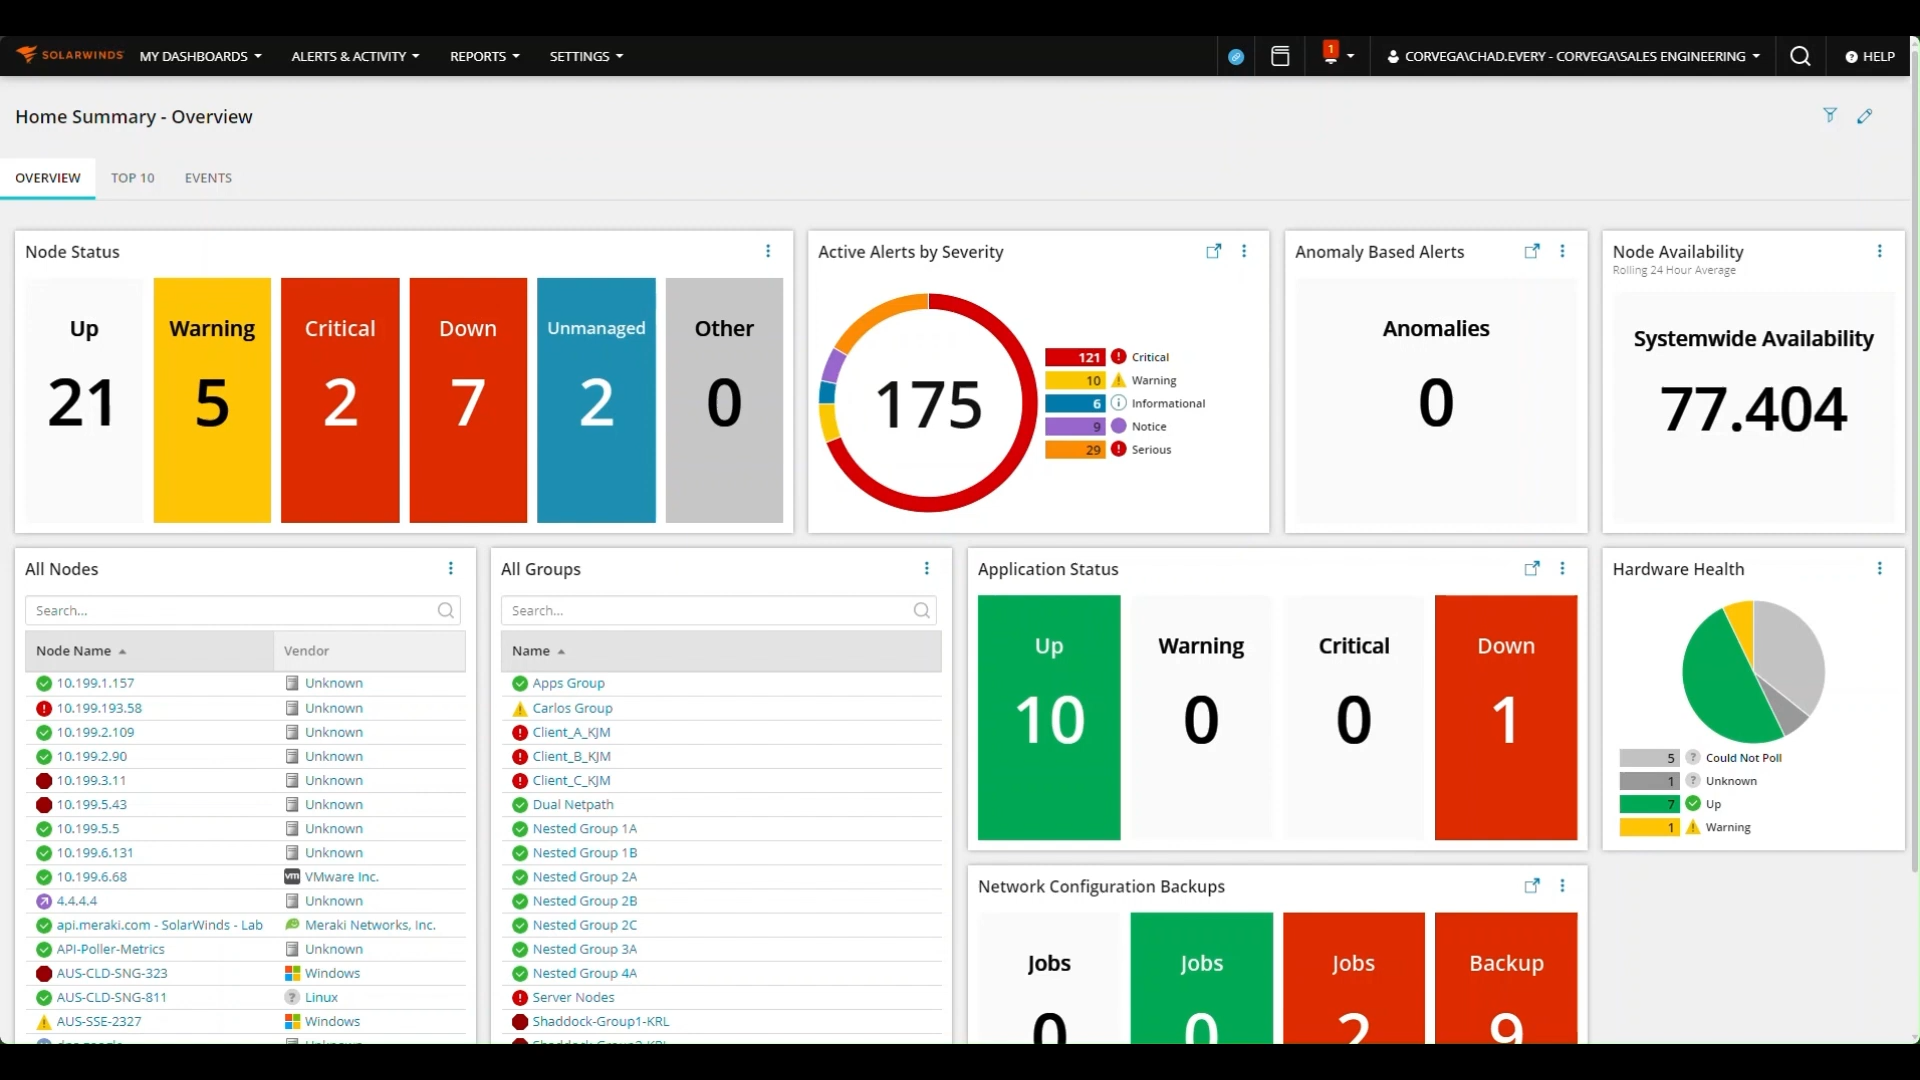 SOLARWINDS MY DASHBOARDS ALERTS & ACTIVITY REPORTS SETTINGS 1 CORVEGA\CHAD.EVERY - CORVEGA\SALES ENGINEERING HELP
Home Summary - Overview
OVERVIEW TOP 10 EVENTS
Node Status
Up
21
Warning
5
Critical
2
Down
7
Unmanaged
2
Other
0
Active Alerts by Severity
175
121 Critical
10 Warning
6 Informational
9 Notice
29 Serious
Anomaly Based Alerts
Anomalies
0
Node Availability
Rolling 24 Hour Average
Systemwide Availability
77.404
All Nodes
Search...
Node Name Vendor
10.199.1.157 Unknown
10.199.193.58 Unknown
10.199.2.109 Unknown
10.199.2.90 Unknown
10.199.3.11 Unknown
10.199.5.43 Unknown
10.199.5.5 Unknown
10.199.6.131 Unknown
10.199.6.68 vm VMware Inc.
4.4.4.4 Unknown
api.meraki.com - SolarWinds - Lab Meraki Networks, Inc.
API-Poller-Metrics Unknown
AUS-CLD-SNG-323 Windows
AUS-CLD-SNG-811 Linux
AUS-SSE-2327 Windows
All Groups
Search...
Name
Apps Group
Carlos Group
Client_A_KJM
Client_B_KJM
Client_C_KJM
Dual Netpath
Nested Group 1A
Nested Group 1B
Nested Group 2A
Nested Group 2B
Nested Group 2C
Nested Group 3A
Nested Group 4A
Server Nodes
Shaddock-Group1-KRL
Application Status
Up
10
Warning
0
Critical
0
Down
1
Hardware Health
5 Could Not Poll
1 Unknown
7 Up
1 Warning
Network Configuration Backups
Jobs
0
Jobs
0
Jobs
2
Backup
9